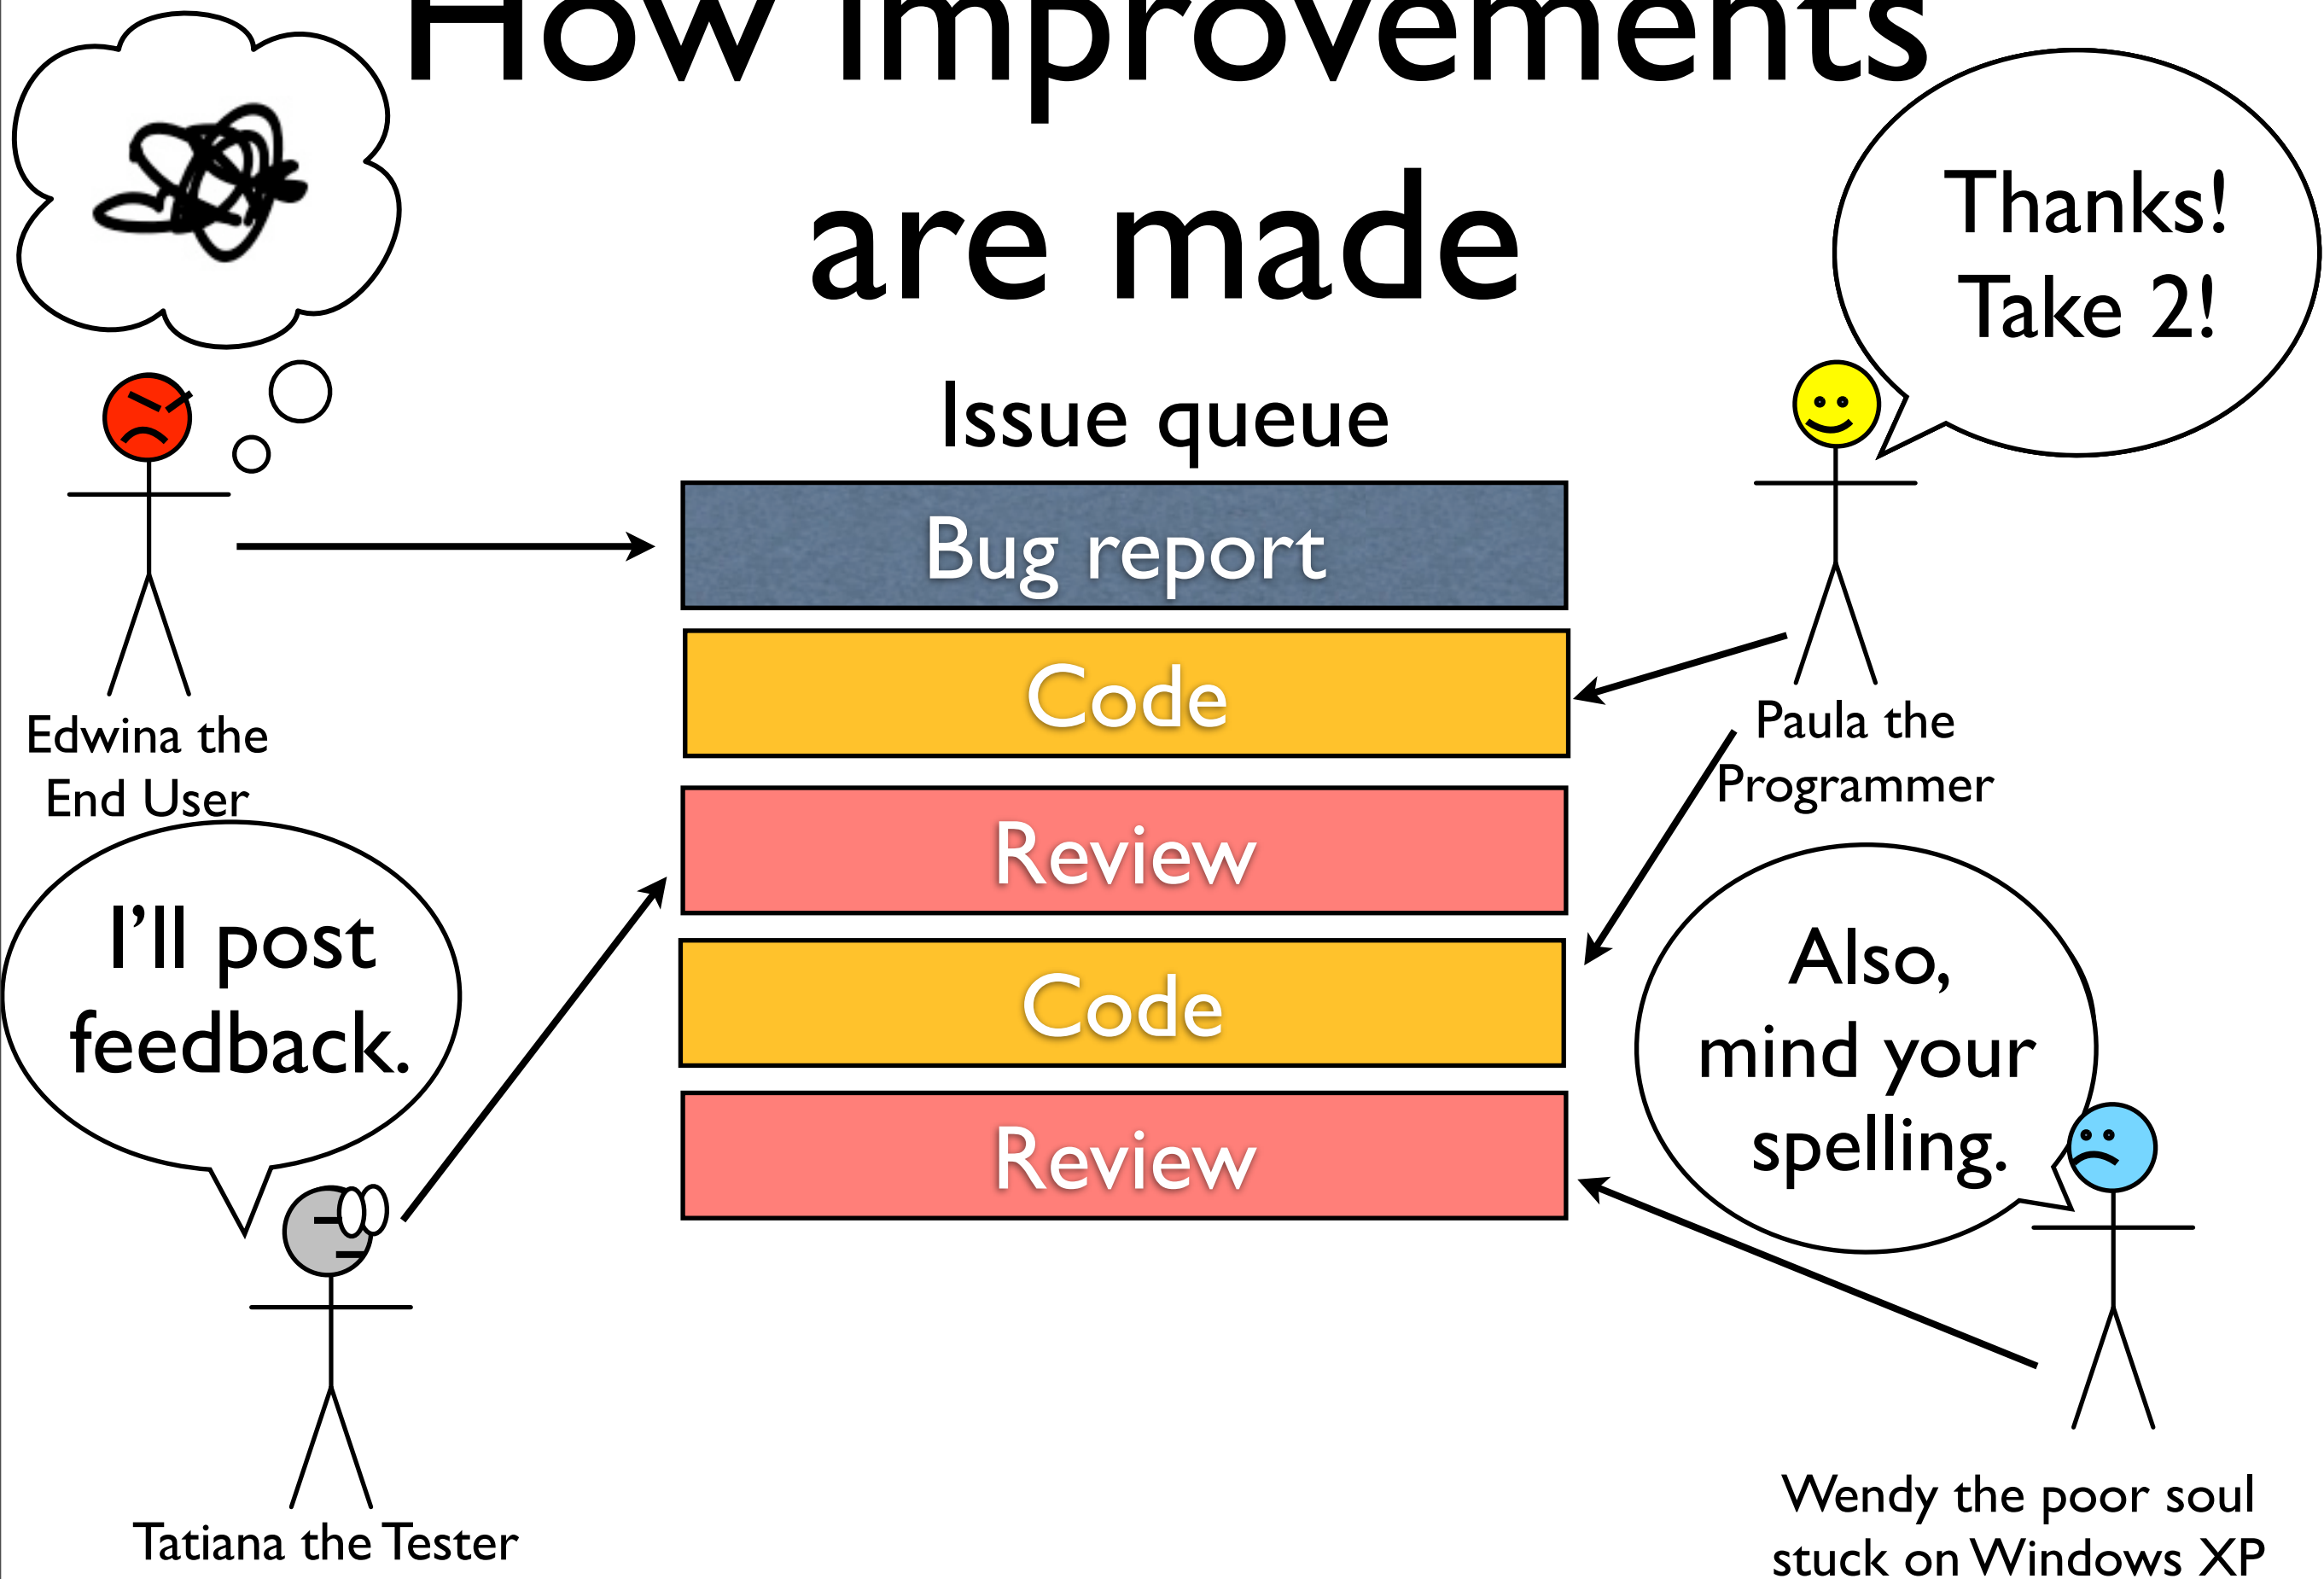 How improvements
are made
Thanks!
Take 2!
Issue queue
Bug report
Code
Edwina the
End User
Paula the
Programmer
Review
I'll post
feedback.
Code
Also,
mind your
spelling.
Review
Tatiana the Tester
Wendy the poor soul
stuck on Windows XP